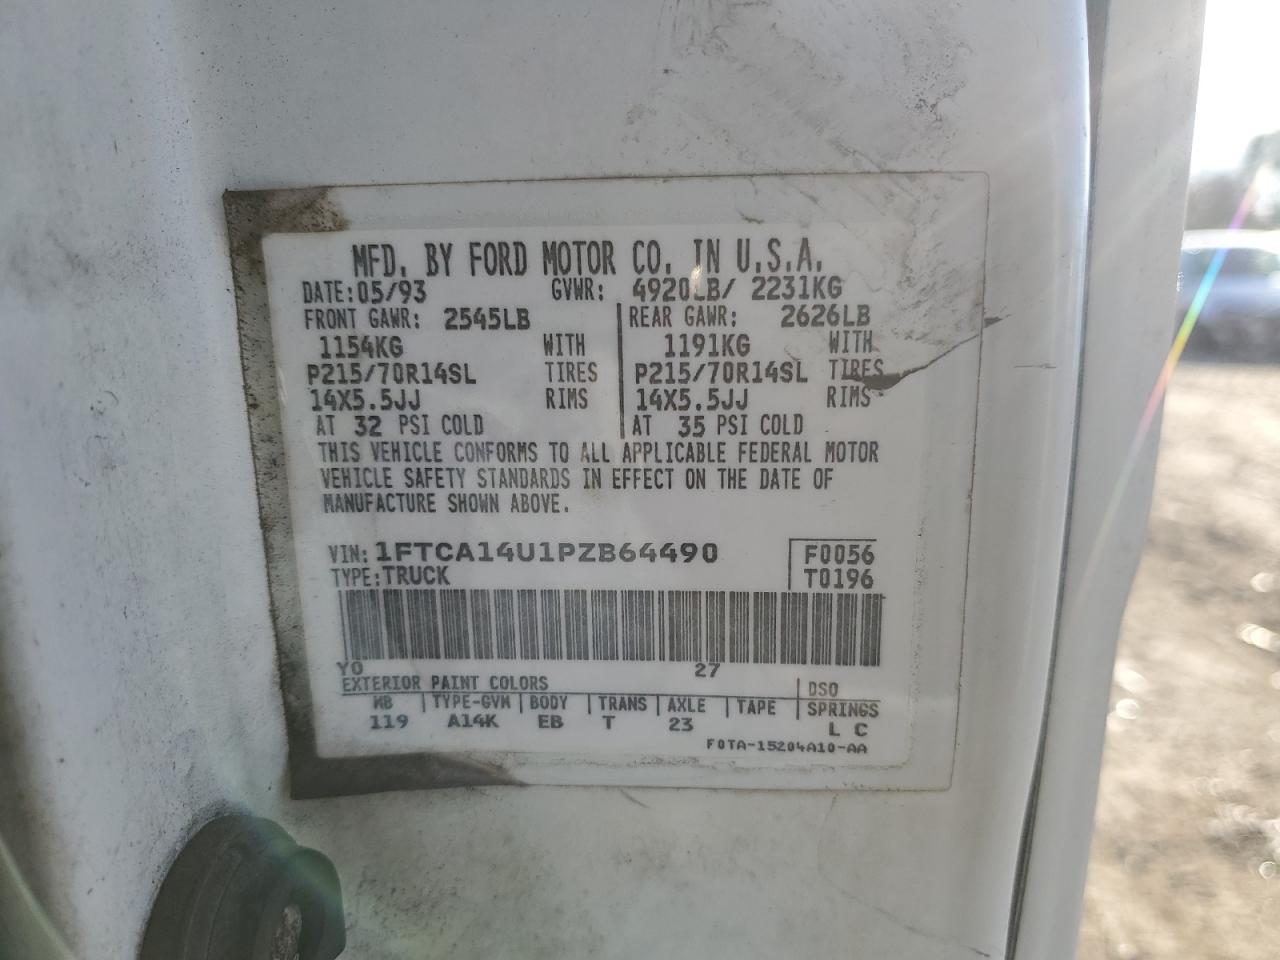 MFD. BY FORD MOTOR CO. IN U.S.A.
DATE: 05/93 GVWR: 4920LB/ 2231KG
FRONT GAWR: 2545LB REAR GAWR: 2626LB
1154KG WITH 1191KG WITH
P215/70R14SL TIRES P215/70R14SL TIRES
14X5.5JJ RIMS 14X5.5JJ RIMS
AT 32 PSI COLD AT 35 PSI COLD
THIS VEHICLE CONFORMS TO ALL APPLICABLE FEDERAL MOTOR
VEHICLE SAFETY STANDARDS IN EFFECT ON THE DATE OF
MANUFACTURE SHOWN ABOVE.
VIN: 1FTCA14U1PZB64490 F0056
TYPE: TRUCK T0196
YO 27
EXTERIOR PAINT COLORS DSO
WB TYPE-GVW BODY TRANS AXLE TAPE SPRINGS
119 A14K EB T 23 L C
F0TA-15204A10-AA